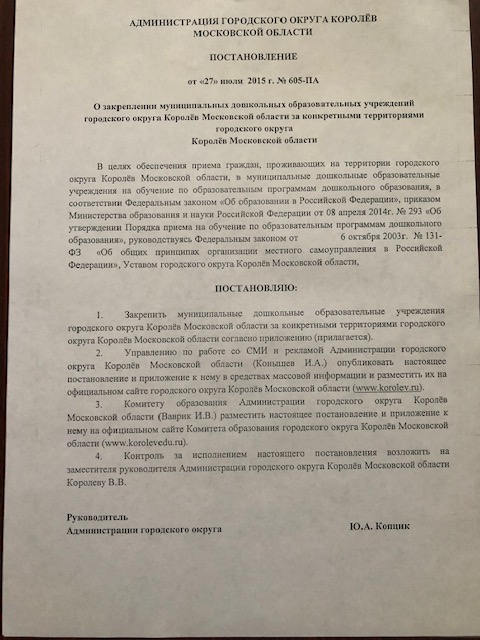 АДМИНИСТРАЦИЯ ГОРОДСКОГО ОКРУГА КОРОЛЁВ
МОСКОВСКОЙ ОБЛАСТИ
ПОСТАНОВЛЕНИЕ
от «27» июля 2015 г. № 605-ПА
О закреплении муниципальных дошкольных образовательных учреждений
городского округа Королёв Московской области за конкретными территориями
городского округа
Королёв Московской области
В целях обеспечения приема граждан, проживающих на территории городского
округа Королёв Московской области, в муниципальные дошкольные образовательные
учреждения на обучение по образовательным программам дошкольного образования, в
соответствии Федеральным законом «Об образовании в Российской Федерации», приказом
Министерства образования и науки Российской Федерации от 08 апреля 2014г. № 293 «Об
утверждении Порядка приема на обучение по образовательным программам дошкольного
образования», руководствуясь Федеральным законом от 6 октября 2003г. № 131-
ФЗ «Об общих принципах организации местного самоуправления в Российской
Федерации», Уставом городского округа Королёв Московской области,
ПОСТАНОВЛЯЮ:
1. Закрепить муниципальные дошкольные образовательные учреждения
городского округа Королёв Московской области за конкретными территориями городского
округа Королёв Московской области согласно приложению (прилагается).
2. Управлению по работе со СМИ и рекламой Администрации городского
округа Королёв Московской области (Конышев И.А.) опубликовать настоящее
постановление и приложение к нему в средствах массовой информации и разместить их на
официальном сайте городского округа Королёв Московской области (www.korolev.ru).
3. Комитету образования Администрации городского округа Королёв
Московской области (Ваврик И.В.) разместить настоящее постановление и приложение к
нему на официальном сайте Комитета образования городского округа Королёв Московской
области (www.korolevedu.ru).
4. Контроль за исполнением настоящего постановления возложить на
заместителя руководителя Администрации городского округа Королёв Московской области
Королеву В.В.
Руководитель
Администрации городского округа Ю.А. Копцик